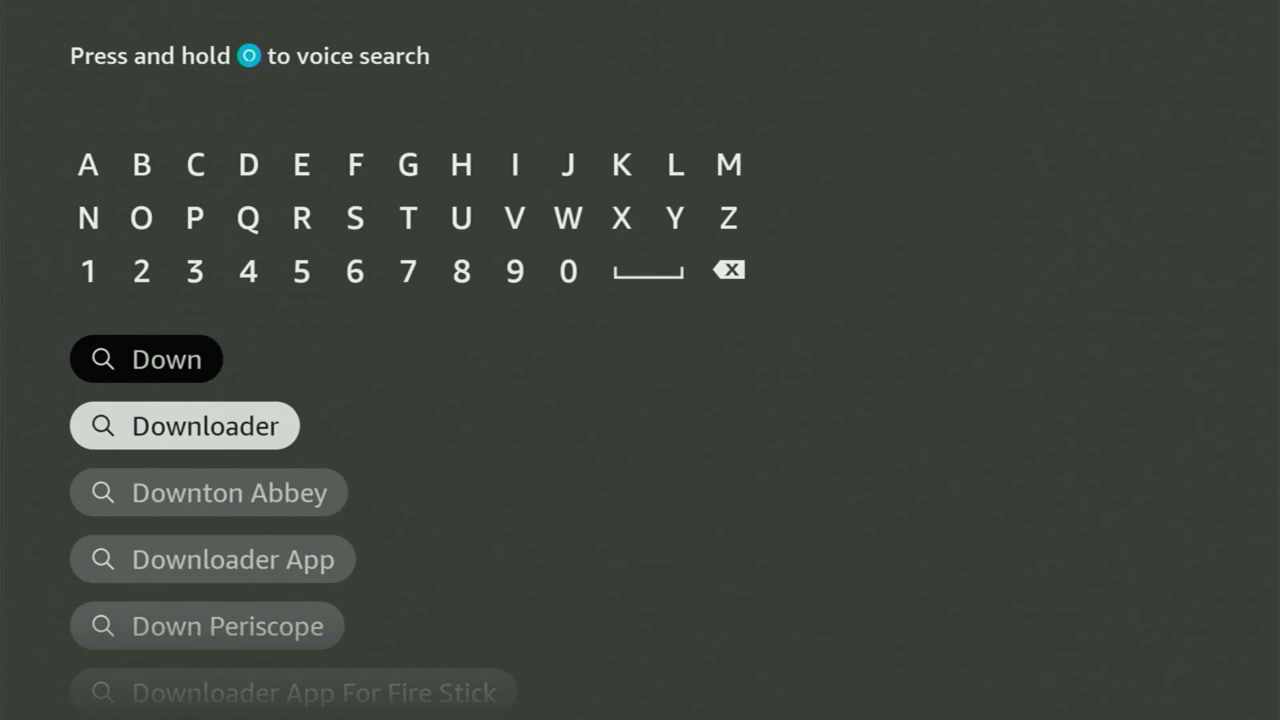 Press and hold to voice search
A B C D E F G H I J K L M
N O P Q R S T U V W X Y Z
1 2 3 4 5 6 7 8 9 0
Down
Downloader
Downton Abbey
Downloader App
Down Periscope
Downloader App For Fire Stick